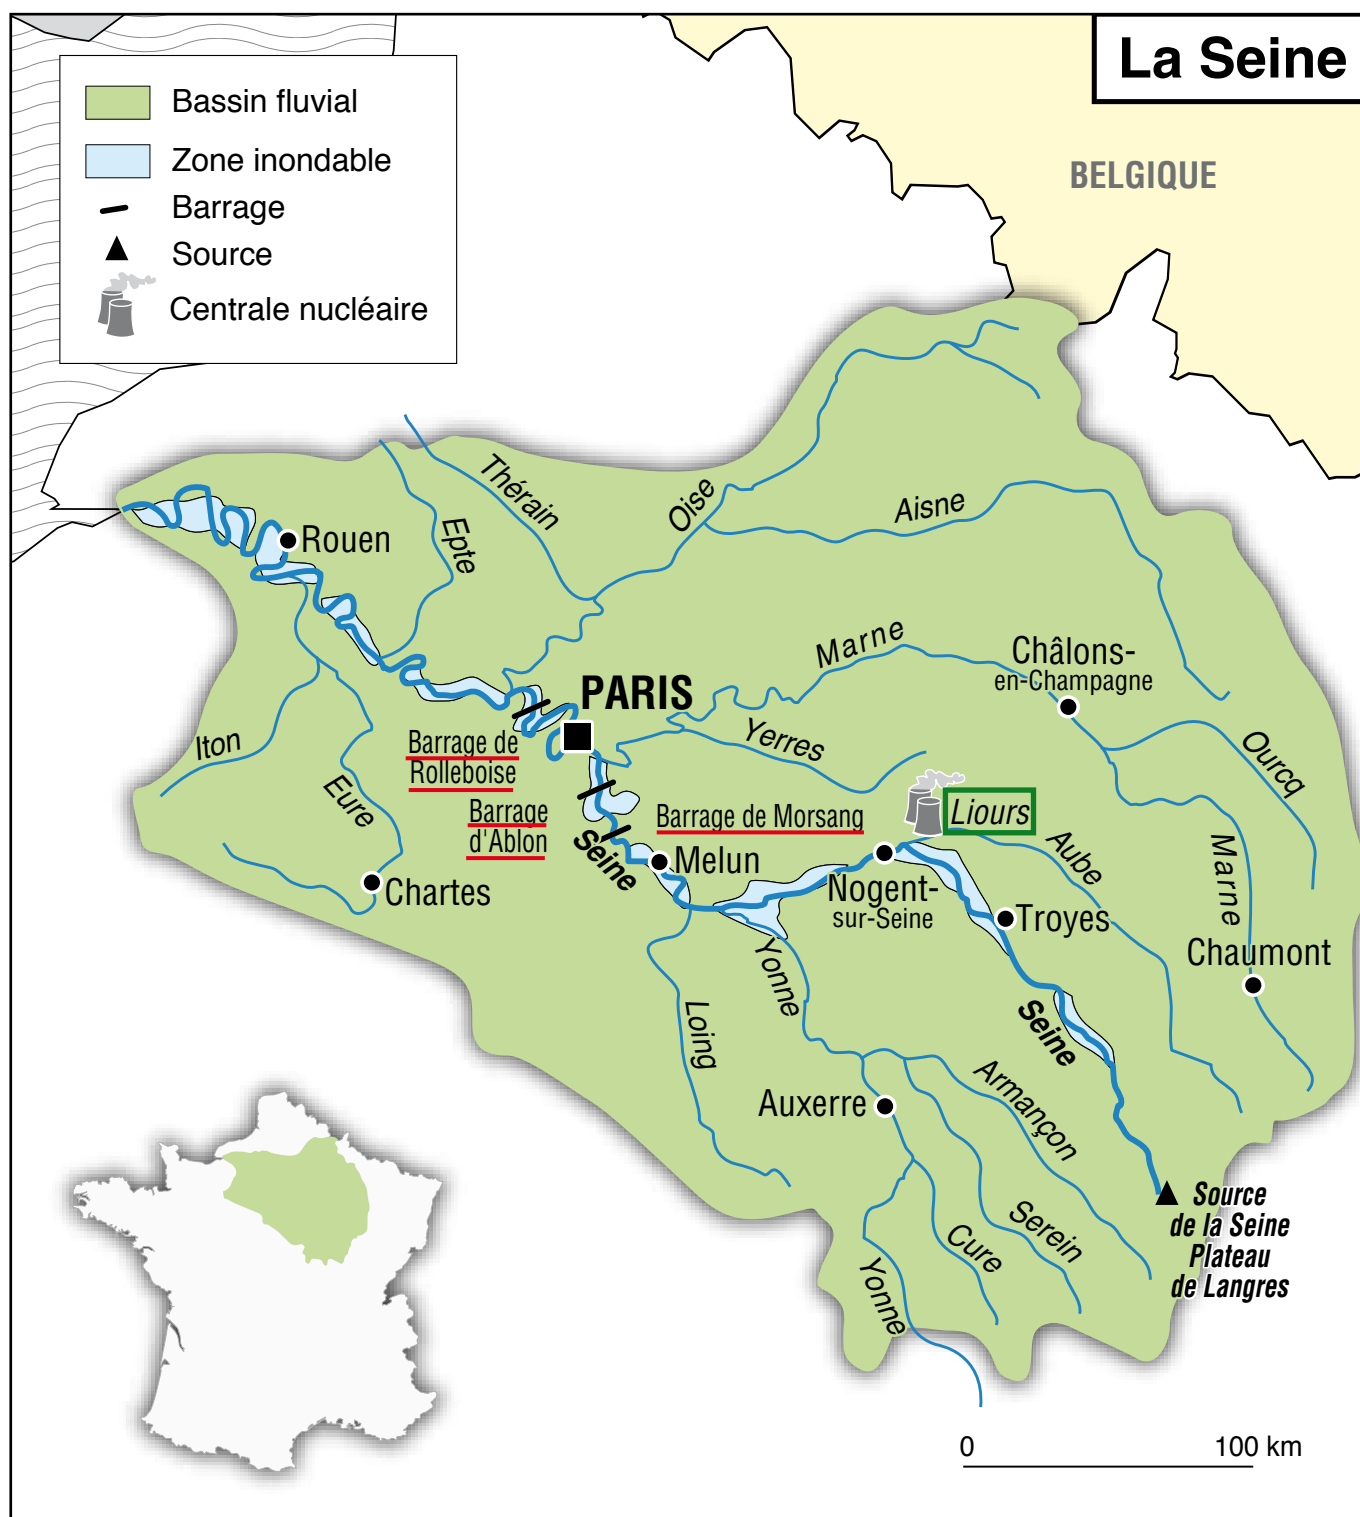 La Seine
Bassin fluvial
Zone inondable
Barrage
Source
Centrale nucléaire
BELGIQUE
Thérain
Oise
Aisne
Epte
Rouen
Marne
Châlons-
en-Champagne
PARIS
Iton
Barrage de
Rolleboise
Yerres
Ourcq
Eure
Barrage
d'Ablon
Barrage de Morsang
Liours
Seine
Melun
Aube
Marne
Chartes
Nogent-
sur-Seine
Troyes
Yonne
Chaumont
Loing
Seine
Auxerre
Armançon
Source
de la Seine
Plateau
de Langres
Serein
Cure
Yonne
0
100 km